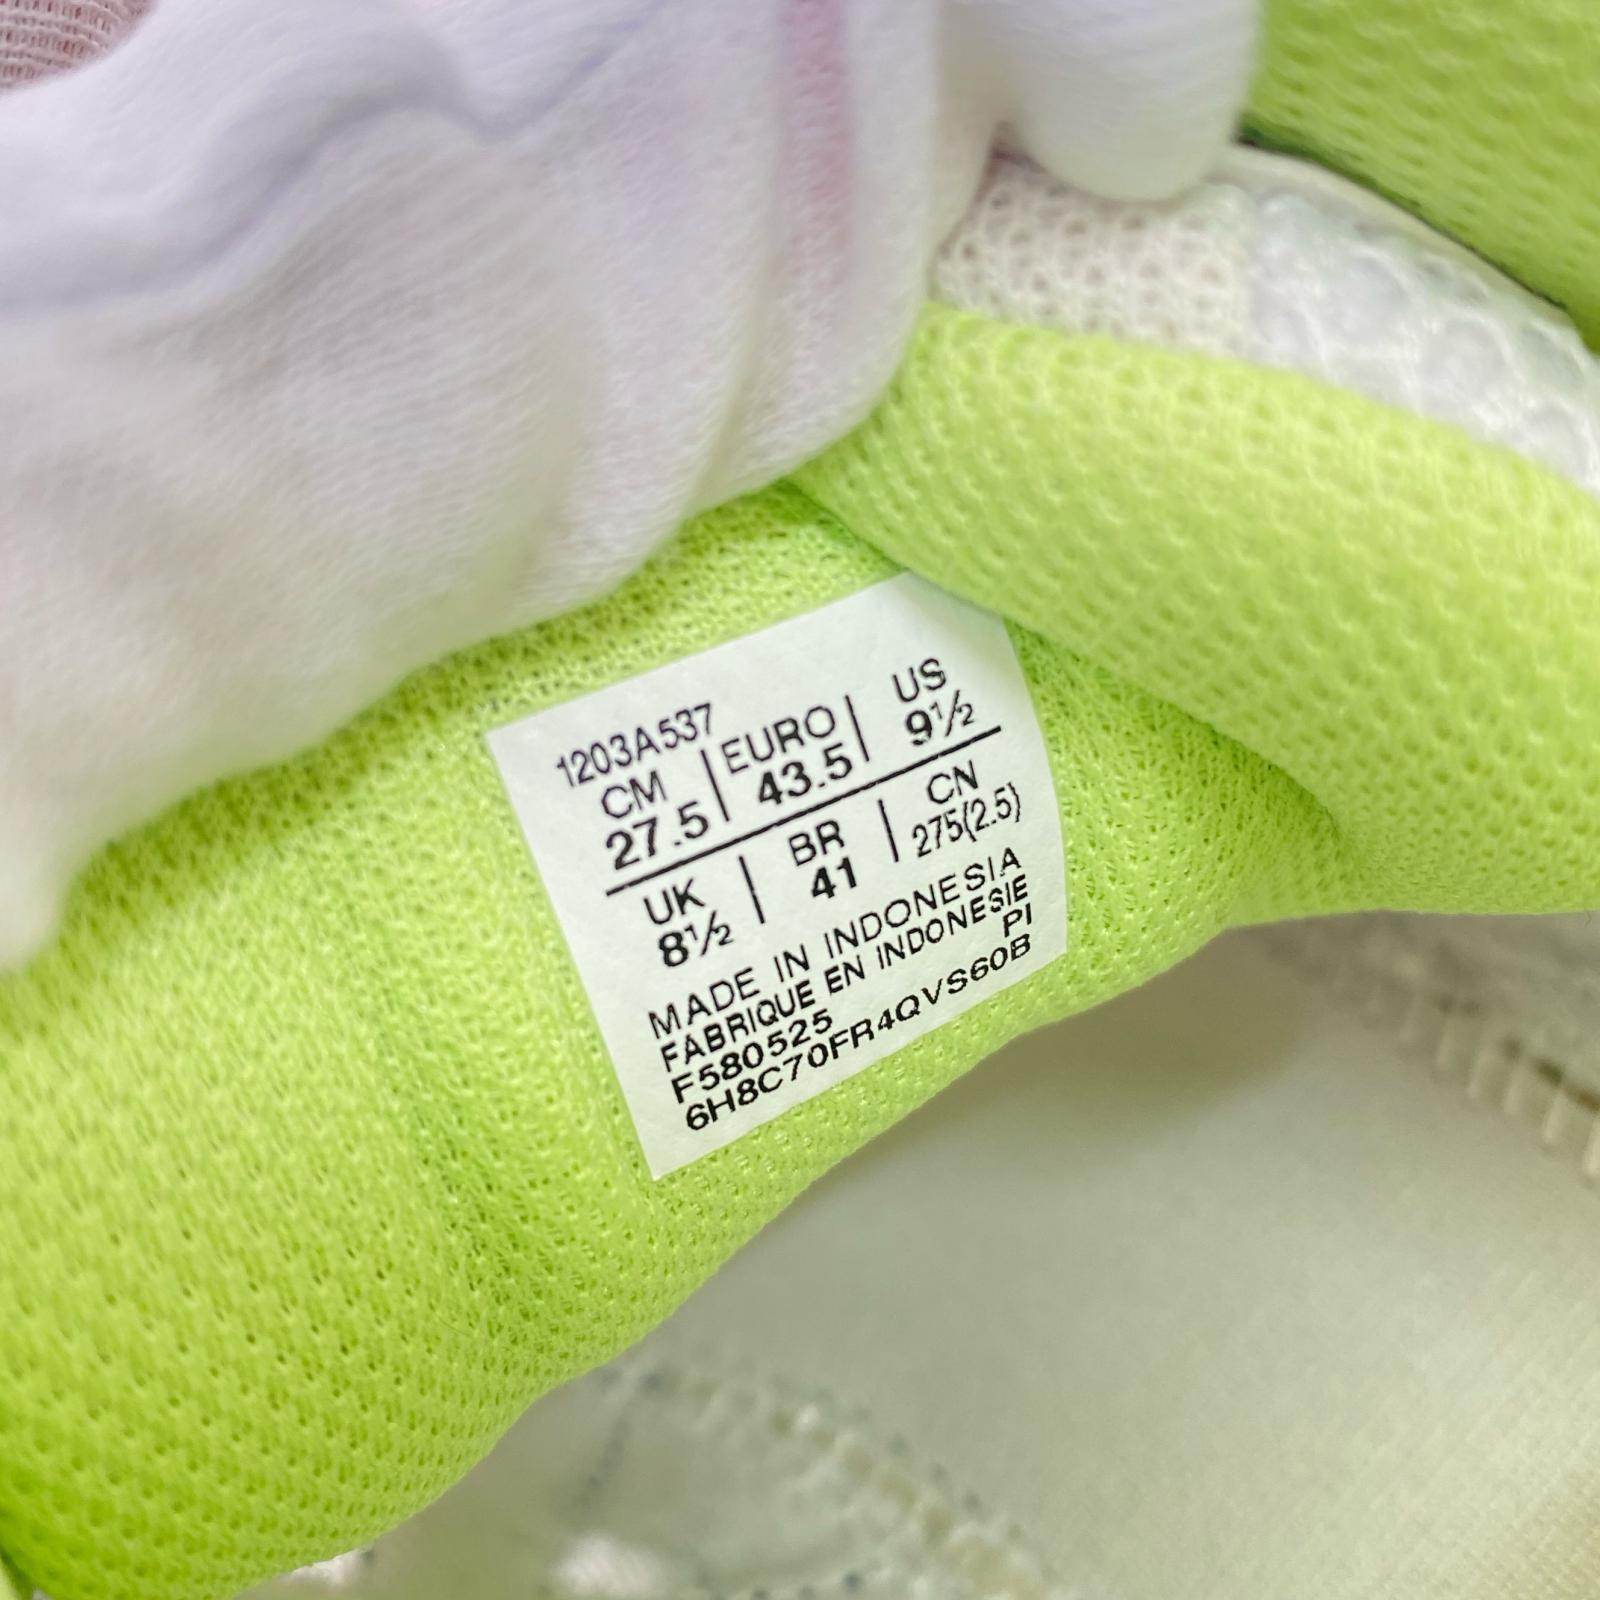 1203A537
CM | EURO | US
27.5 | 43.5 | 9½
UK | BR | CN
8½ | 41 | 275(2.5)
MADE IN INDONESIA
FABRIQUE EN INDONESIE
PI
F580525
6H8C70FR4QVS60B